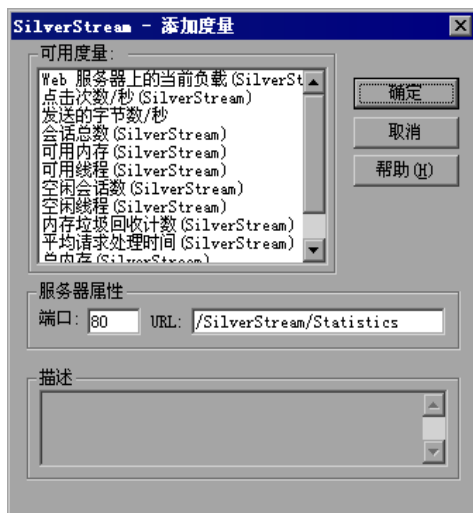 SilverStream - 添加度量
可用度量:
Web 服务器上的当前负载(SilverSt
点击次数/秒(SilverStream)
发送的字节数/秒
会话总数(SilverStream)
可用内存(SilverStream)
可用线程(SilverStream)
空闲会话数(SilverStream)
空闲线程(SilverStream)
内存垃圾回收计数(SilverStream)
平均请求处理时间(SilverStream)
总内存(SilverStream)
确定
取消
帮助(H)
服务器属性
端口: 80 URL: /SilverStream/Statistics
描述